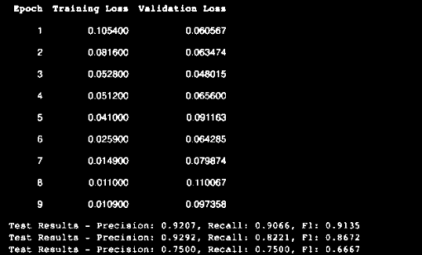 Epoch Training Loss Validation Loss
1 0.105400 0.060567
2 0.081600 0.063474
3 0.052800 0.048015
4 0.051200 0.065600
5 0.041000 0.091163
6 0.025900 0.064285
7 0.014900 0.079874
8 0.011000 0.110067
9 0.010900 0.097358
Test Results - Precision: 0.9207, Recall: 0.9066, F1: 0.9135
Test Results - Precision: 0.9292, Recall: 0.8221, F1: 0.8672
Test Results - Precision: 0.7500, Recall: 0.7500, F1: 0.6667